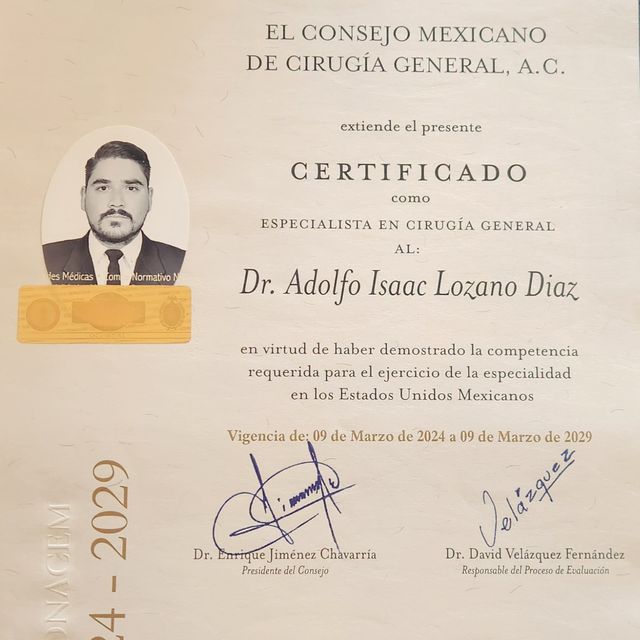 EL CONSEJO MEXICANO
DE CIRUGÍA GENERAL, A.C.
extiende el presente
CERTIFICADO
como
ESPECIALISTA EN CIRUGÍA GENERAL
AL:
Dr. Adolfo Isaac Lozano Diaz
en virtud de haber demostrado la competencia
requerida para el ejercicio de la especialidad
en los Estados Unidos Mexicanos
Vigencia de: 09 de Marzo de 2024 a 09 de Marzo de 2029
Velázquez
Dr. Enrique Jiménez Chavarría
Presidente del Consejo
Dr. David Velázquez Fernández
Responsable del Proceso de Evaluación
des Médicas Normativo N
ONACEM
24 - 2029